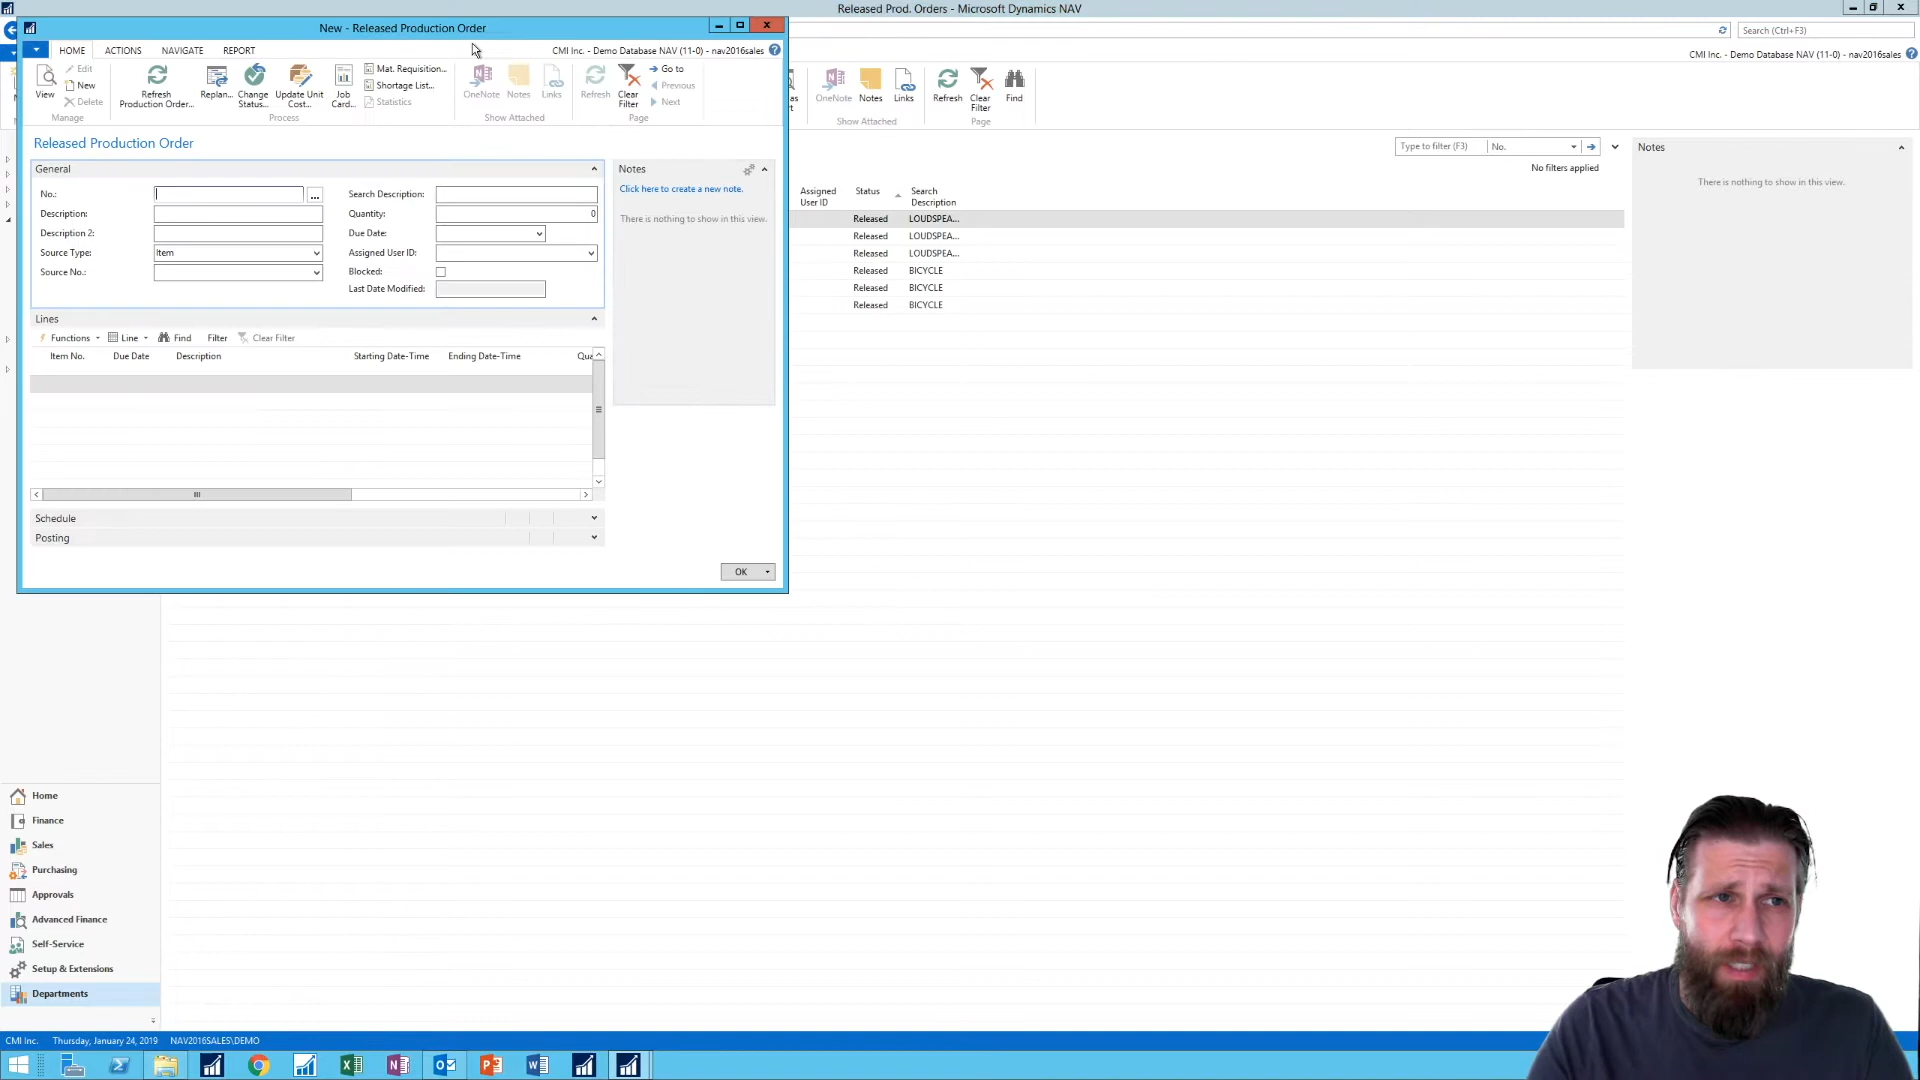 Released Prod. Orders - Microsoft Dynamics NAV
New - Released Production Order
Search (Ctrl+F3)
HOME ACTIONS NAVIGATE REPORT
CMI Inc. - Demo Database NAV (11-0) - nav2016sales
CMI Inc. - Demo Database NAV (11-0) - nav2016sales
View
Edit
New
Delete
Manage
Refresh
Production Order...
Replan...
Change
Status...
Update Unit
Cost...
Job
Card...
Process
Mat. Requisition...
Shortage List...
Statistics
OneNote
Notes
Links
Show Attached
Refresh
Clear
Filter
Go to
Previous
Next
Page
OneNote
Notes
Links
Show Attached
Refresh
Clear
Filter
Find
Page
Released Production Order
General
No.:
...
Description:
Description 2:
Source Type: Item
Source No.:
Search Description:
Quantity: 0
Due Date:
Assigned User ID:
Blocked:
Last Date Modified:
Notes
Click here to create a new note.
There is nothing to show in this view.
Lines
Functions Line Find Filter Clear Filter
Item No. Due Date Description Starting Date-Time Ending Date-Time Qua
Schedule
Posting
OK
Type to filter (F3) No.
No filters applied
Assigned
User ID
Status
Search
Description
Released LOUDSPEA...
Released LOUDSPEA...
Released LOUDSPEA...
Released BICYCLE
Released BICYCLE
Released BICYCLE
Notes
There is nothing to show in this view.
Home
Finance
Sales
Purchasing
Approvals
Advanced Finance
Self-Service
Setup & Extensions
Departments
CMI Inc. Thursday, January 24, 2019 NAV2016SALES\DEMO